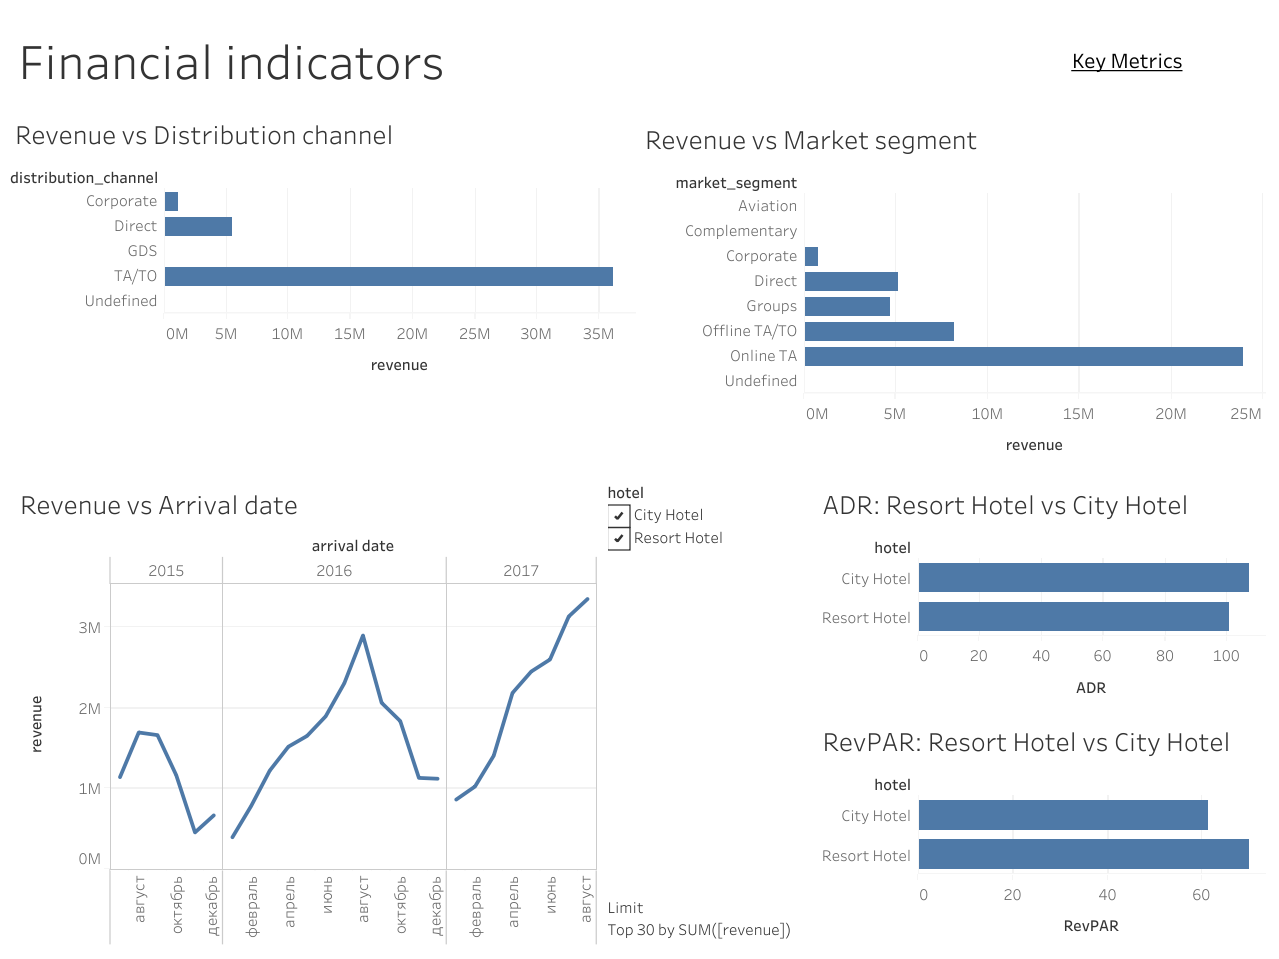 Financial indicators
Key Metrics
Revenue vs Distribution channel
distribution_channel
Corporate
Direct
GDS
TA/TO
Undefined
0M 5M 10M 15M 20M 25M 30M 35M
revenue
Revenue vs Market segment
market_segment
Aviation
Complementary
Corporate
Direct
Groups
Offline TA/TO
Online TA
Undefined
0M 5M 10M 15M 20M 25M
revenue
Revenue vs Arrival date
arrival date
2015 2016 2017
revenue
3M
2M
1M
0M
август октябрь декабрь февраль апрель июнь август октябрь декабрь февраль апрель июнь август
hotel
City Hotel
Resort Hotel
Limit
Top 30 by SUM([revenue])
ADR: Resort Hotel vs City Hotel
hotel
City Hotel
Resort Hotel
0 20 40 60 80 100
ADR
RevPAR: Resort Hotel vs City Hotel
hotel
City Hotel
Resort Hotel
0 20 40 60
RevPAR